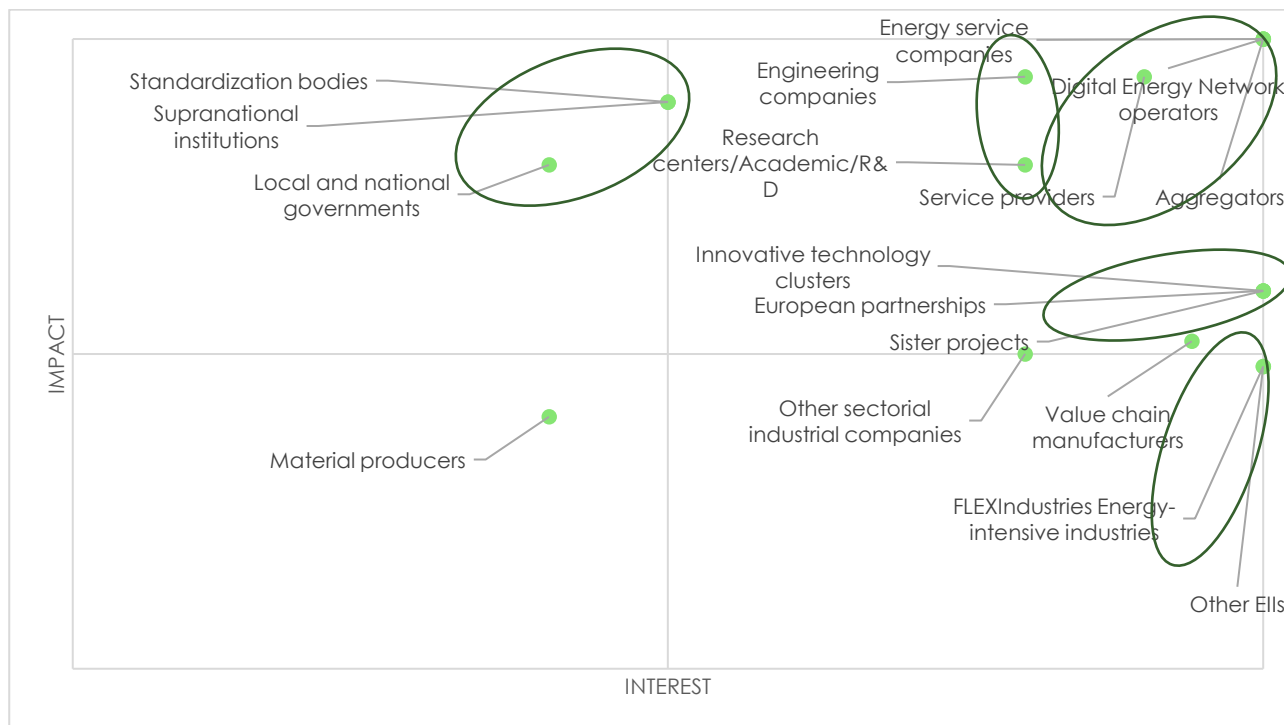 Energy service
companies
Standardization bodies
Engineering
companies
Digital Energy Network
operators
Supranational
institutions
Research
centers/Academic/R&
D
Local and national
governments
Service providers
Aggregators
Innovative technology
clusters
European partnerships
Sister projects
IMPACT
Other sectorial
industrial companies
Value chain
manufacturers
Material producers
FLEXIndustries Energy-
intensive industries
Other EIIs
INTEREST